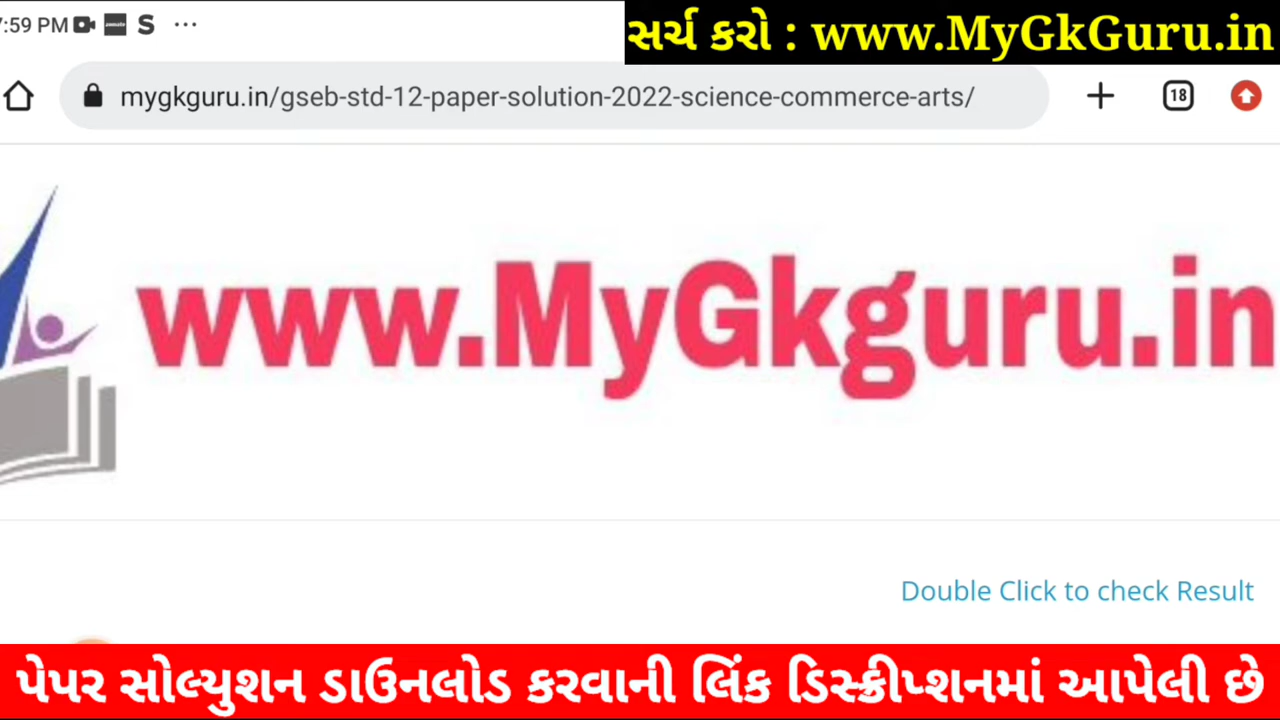 :59 PM S ...
સર્ચ કરો : www.MyGkGuru.in
mygkguru.in/gseb-std-12-paper-solution-2022-science-commerce-arts/
18
www.MyGkguru.in
Double Click to check Result
પેપર સોલ્યુશન ડાઉનલોડ કરવાની લિંક ડિસ્ક્રીપ્શનમાં આપેલી છે